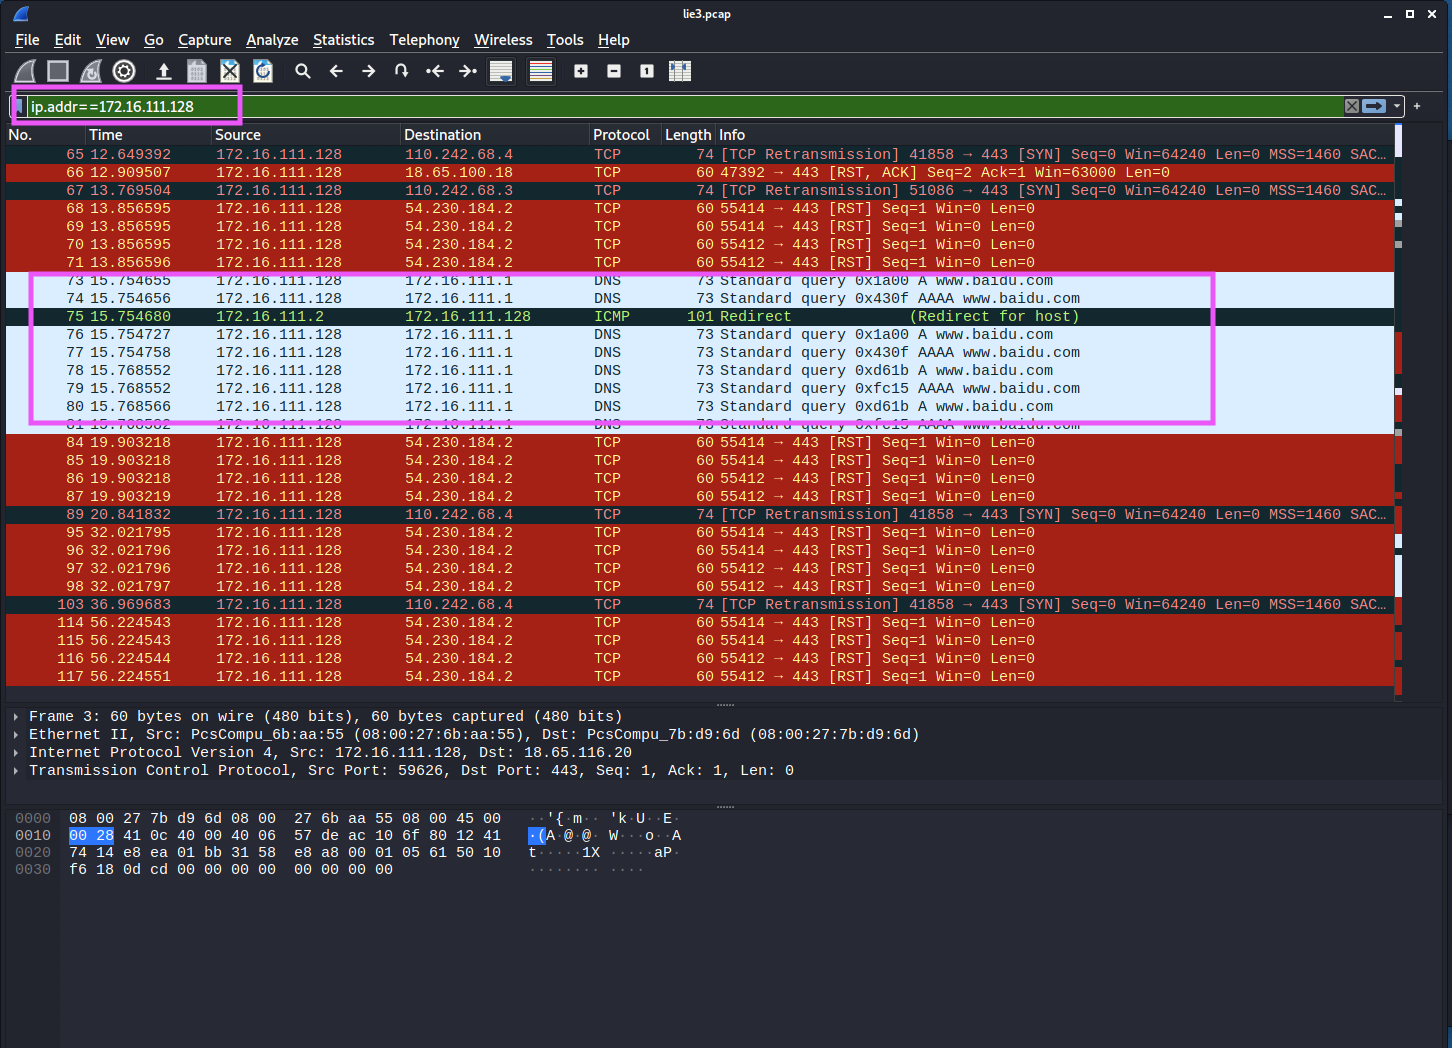 lie3.pcap
File Edit View Go Capture Analyze Statistics Telephony Wireless Tools Help
ip.addr==172.16.111.128
No. Time Source Destination Protocol Length Info
65 12.649392 172.16.111.128 110.242.68.4 TCP 74 [TCP Retransmission] 41858 → 443 [SYN] Seq=0 Win=64240 Len=0 MSS=1460 SAC…
66 12.909507 172.16.111.128 18.65.100.18 TCP 60 47392 → 443 [RST, ACK] Seq=2 Ack=1 Win=63000 Len=0
67 13.769504 172.16.111.128 110.242.68.3 TCP 74 [TCP Retransmission] 51086 → 443 [SYN] Seq=0 Win=64240 Len=0 MSS=1460 SAC…
68 13.856595 172.16.111.128 54.230.184.2 TCP 60 55414 → 443 [RST] Seq=1 Win=0 Len=0
69 13.856595 172.16.111.128 54.230.184.2 TCP 60 55414 → 443 [RST] Seq=1 Win=0 Len=0
70 13.856595 172.16.111.128 54.230.184.2 TCP 60 55412 → 443 [RST] Seq=1 Win=0 Len=0
71 13.856596 172.16.111.128 54.230.184.2 TCP 60 55412 → 443 [RST] Seq=1 Win=0 Len=0
73 15.754655 172.16.111.128 172.16.111.1 DNS 73 Standard query 0x1a00 A www.baidu.com
74 15.754656 172.16.111.128 172.16.111.1 DNS 73 Standard query 0x430f AAAA www.baidu.com
75 15.754680 172.16.111.2 172.16.111.128 ICMP 101 Redirect (Redirect for host)
76 15.754727 172.16.111.128 172.16.111.1 DNS 73 Standard query 0x1a00 A www.baidu.com
77 15.754758 172.16.111.128 172.16.111.1 DNS 73 Standard query 0x430f AAAA www.baidu.com
78 15.768552 172.16.111.128 172.16.111.1 DNS 73 Standard query 0xd61b A www.baidu.com
79 15.768552 172.16.111.128 172.16.111.1 DNS 73 Standard query 0xfc15 AAAA www.baidu.com
80 15.768566 172.16.111.128 172.16.111.1 DNS 73 Standard query 0xd61b A www.baidu.com
81 15.768582 172.16.111.128 172.16.111.1 DNS 73 Standard query 0xfc15 AAAA www.baidu.com
84 19.903218 172.16.111.128 54.230.184.2 TCP 60 55414 → 443 [RST] Seq=1 Win=0 Len=0
85 19.903218 172.16.111.128 54.230.184.2 TCP 60 55414 → 443 [RST] Seq=1 Win=0 Len=0
86 19.903218 172.16.111.128 54.230.184.2 TCP 60 55412 → 443 [RST] Seq=1 Win=0 Len=0
87 19.903219 172.16.111.128 54.230.184.2 TCP 60 55412 → 443 [RST] Seq=1 Win=0 Len=0
89 20.841832 172.16.111.128 110.242.68.4 TCP 74 [TCP Retransmission] 41858 → 443 [SYN] Seq=0 Win=64240 Len=0 MSS=1460 SAC…
95 32.021795 172.16.111.128 54.230.184.2 TCP 60 55414 → 443 [RST] Seq=1 Win=0 Len=0
96 32.021796 172.16.111.128 54.230.184.2 TCP 60 55414 → 443 [RST] Seq=1 Win=0 Len=0
97 32.021796 172.16.111.128 54.230.184.2 TCP 60 55412 → 443 [RST] Seq=1 Win=0 Len=0
98 32.021797 172.16.111.128 54.230.184.2 TCP 60 55412 → 443 [RST] Seq=1 Win=0 Len=0
103 36.969683 172.16.111.128 110.242.68.4 TCP 74 [TCP Retransmission] 41858 → 443 [SYN] Seq=0 Win=64240 Len=0 MSS=1460 SAC…
114 56.224543 172.16.111.128 54.230.184.2 TCP 60 55414 → 443 [RST] Seq=1 Win=0 Len=0
115 56.224543 172.16.111.128 54.230.184.2 TCP 60 55414 → 443 [RST] Seq=1 Win=0 Len=0
116 56.224544 172.16.111.128 54.230.184.2 TCP 60 55412 → 443 [RST] Seq=1 Win=0 Len=0
117 56.224551 172.16.111.128 54.230.184.2 TCP 60 55412 → 443 [RST] Seq=1 Win=0 Len=0
Frame 3: 60 bytes on wire (480 bits), 60 bytes captured (480 bits)
Ethernet II, Src: PcsCompu_6b:aa:55 (08:00:27:6b:aa:55), Dst: PcsCompu_7b:d9:6d (08:00:27:7b:d9:6d)
Internet Protocol Version 4, Src: 172.16.111.128, Dst: 18.65.116.20
Transmission Control Protocol, Src Port: 59626, Dst Port: 443, Seq: 1, Ack: 1, Len: 0
0000 08 00 27 7b d9 6d 08 00 27 6b aa 55 08 00 45 00 ··'{·m·· 'k·U··E·
0010 00 28 41 0c 40 00 40 06 57 de ac 10 6f 80 12 41 ·(A·@·@· W···o··A
0020 74 14 e8 ea 01 bb 31 58 e8 a8 00 01 05 61 50 10 t·····1X ·····aP·
0030 f6 18 0d cd 00 00 00 00 00 00 00 00 ········ ····